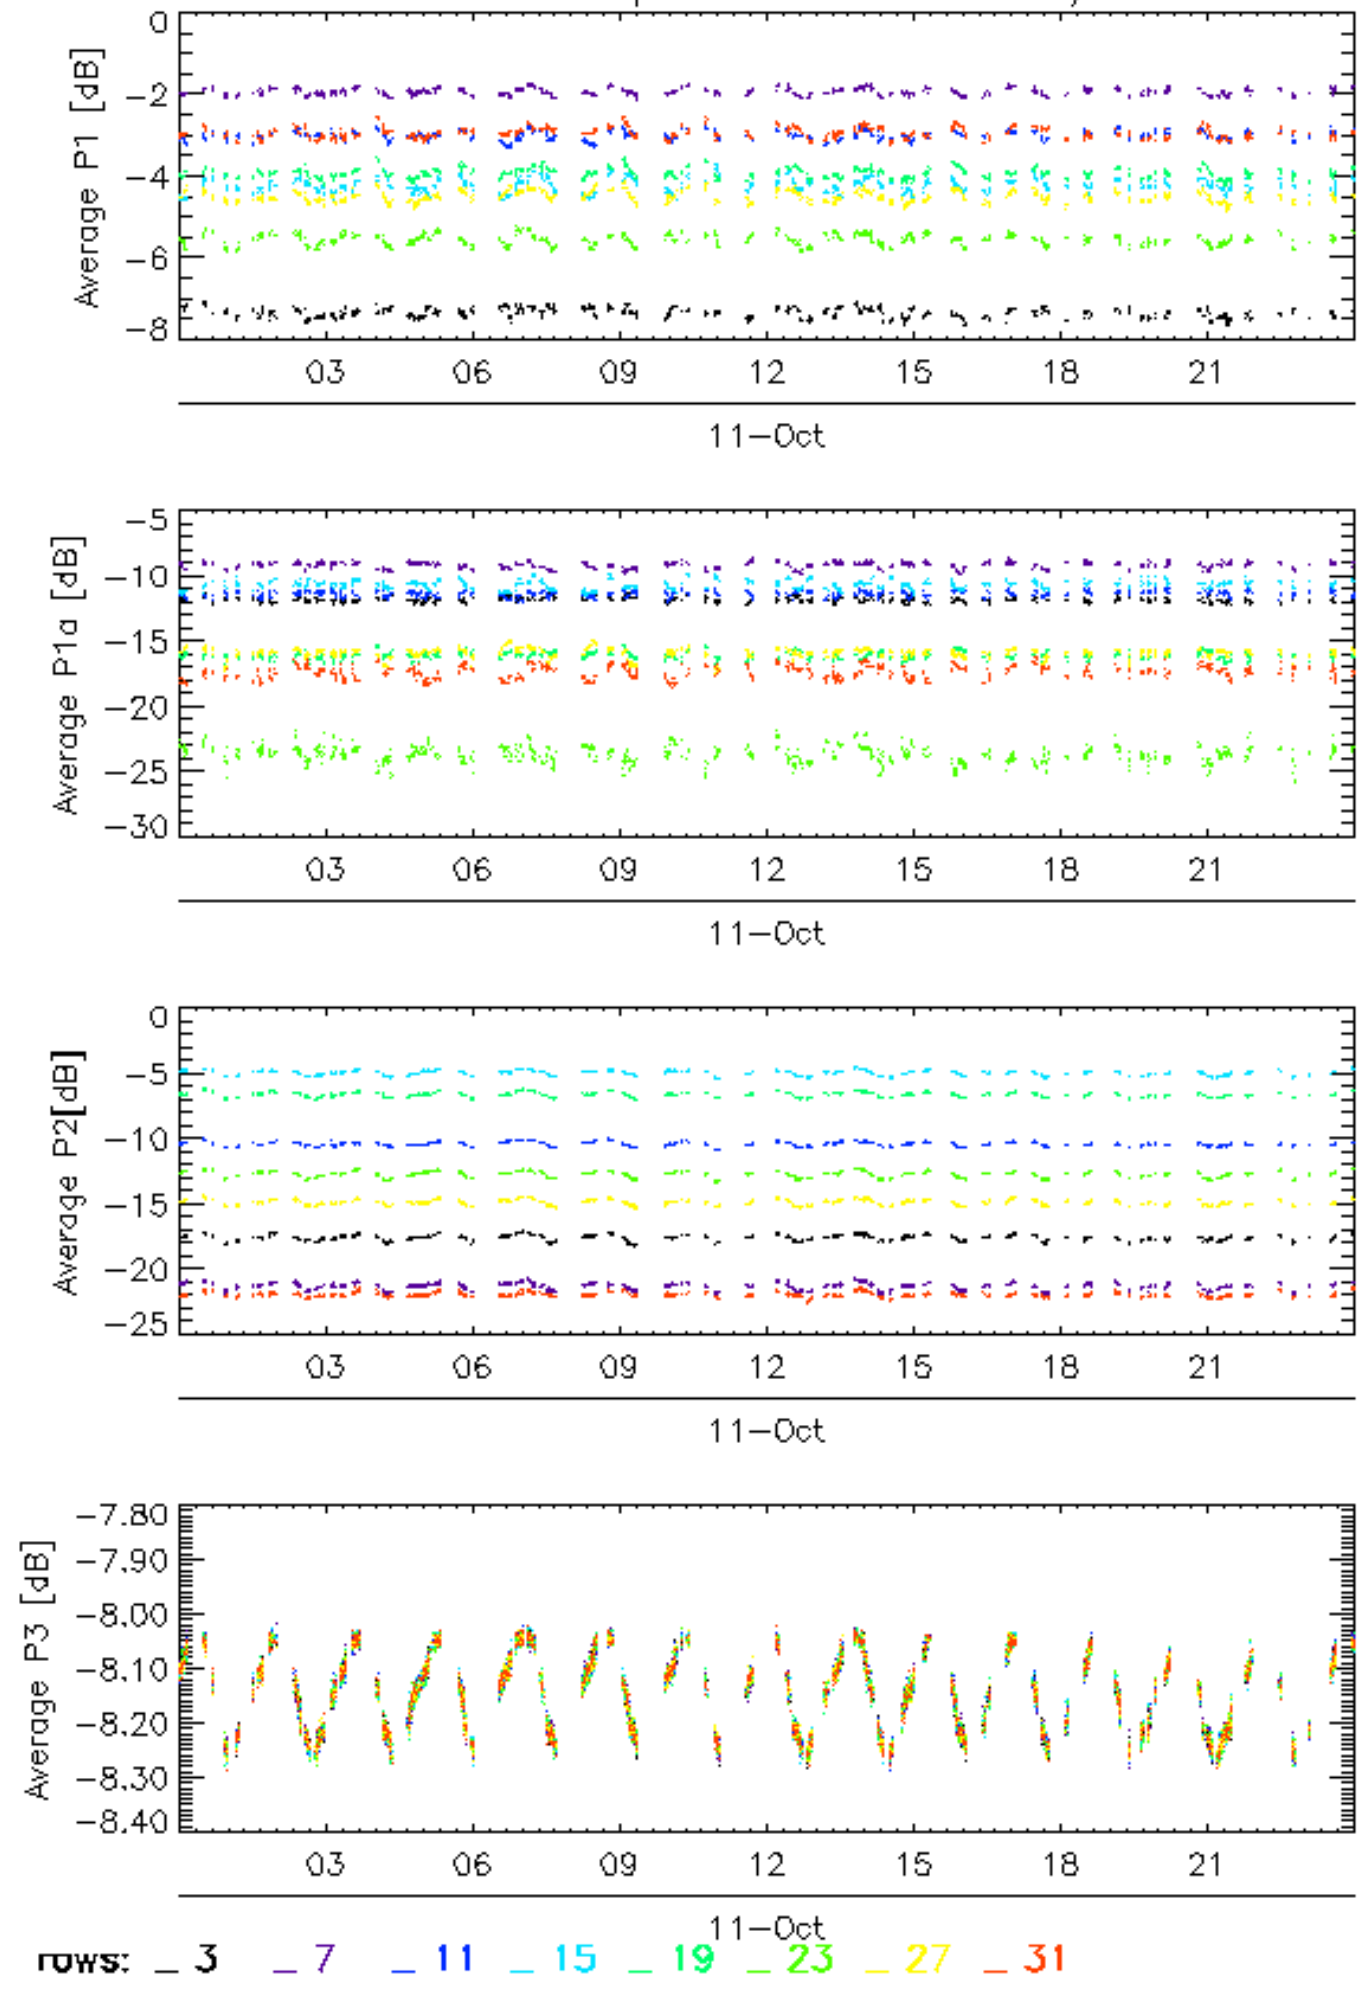 0
-2
-4
-6
-8
Average P1 [dB]
03 06 09 12 15 18 21
11-Oct
-5
-10
-15
-20
-25
-30
Average P1a [dB]
03 06 09 12 15 18 21
11-Oct
0
-5
-10
-15
-20
-25
Average P2[dB]
03 06 09 12 15 18 21
11-Oct
-7.80
-7.90
-8.00
-8.10
-8.20
-8.30
-8.40
Average P3 [dB]
03 06 09 12 15 18 21
11-Oct
rows: _ 3 _ 7 _ 11 _ 15 _ 19 _ 23 _ 27 _ 31